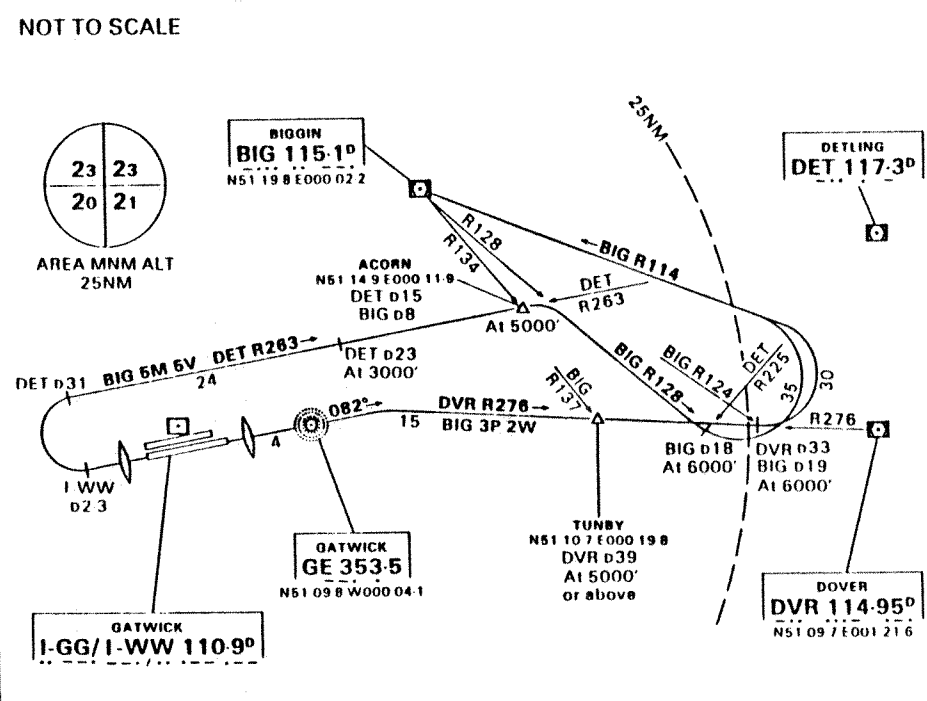 NOT TO SCALE
23 23
20 21
AREA MNM ALT
25NM
BIGGIN
BIG 115·1D
N51 19 8 E000 02·2
25NM
DETLING
DET 117·3D
R128
R134
BIG R114
ACORN
N51 14 9 E000 11·9
DET D15
BIG D8
DET
R263
At 5000'
DET D31
BIG 5M 5V DET R263
24
DET D23
At 3000'
BIG R128
BIG R124
DET
R225
35
30
BIG
R137
082°
DVR R276
BIG 3P 2W
15
4
R276
I-WW
D2·3
BIG D18
At 6000'
DVR D33
BIG D19
At 6000'
TUNBY
N51 10 7 E000 19 8
DVR D39
At 5000'
or above
GATWICK
GE 353·5
N51 09 8 W000 04·1
GATWICK
I-GG/I-WW 110·9D
DOVER
DVR 114·95D
N51 09 7 E001 21 6